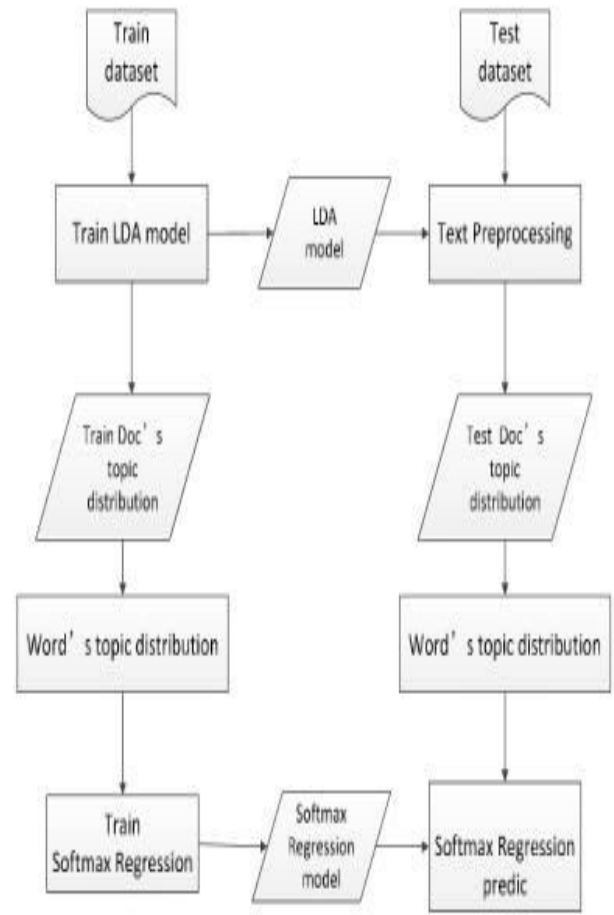 Train
dataset
Test
dataset
Train LDA model
LDA
model
Text Preprocessing
Train Doc's
topic
distribution
Test Doc's
topic
distribution
Word's topic distribution
Word's topic distribution
Train
Softmax Regression
Softmax
Regression
model
Softmax Regression
predic